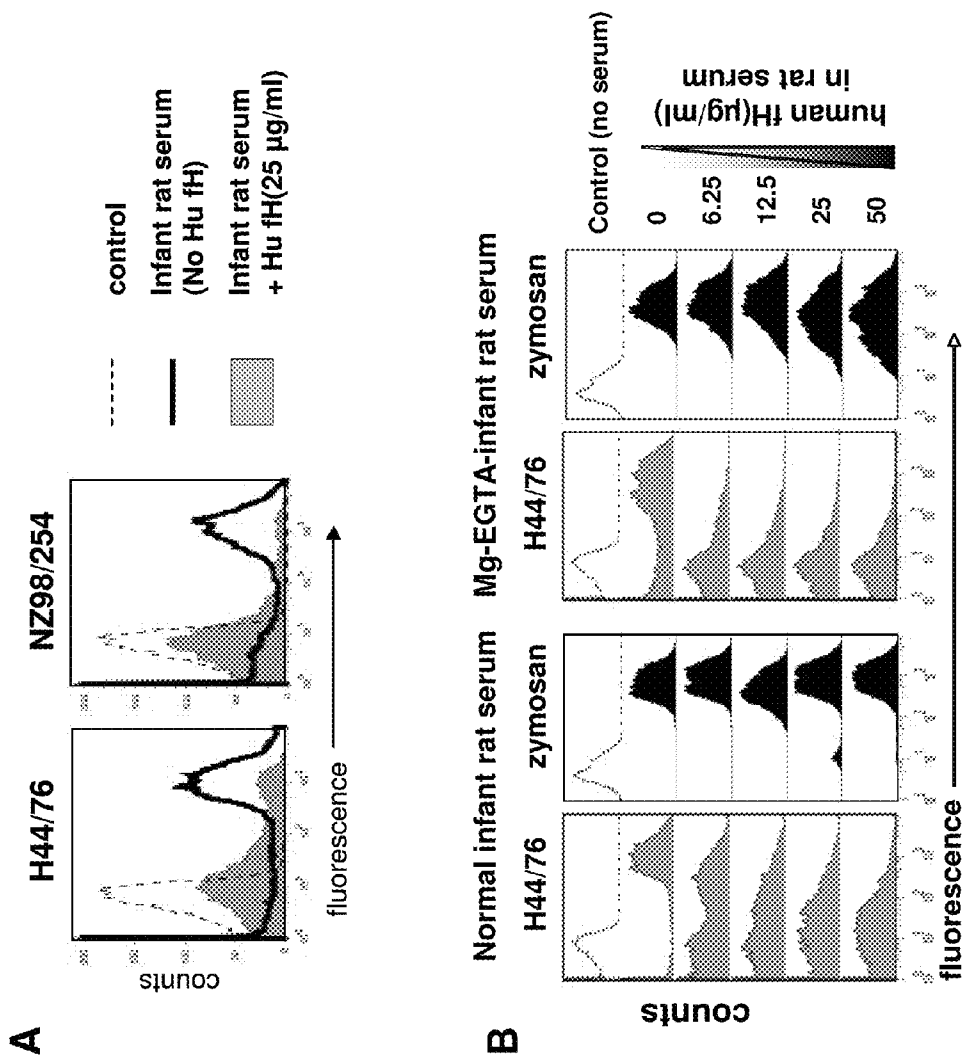 A
H44/76
NZ98/254
counts
fluorescence
control
Infant rat serum
(No Hu fH)
Infant rat serum
+ Hu fH(25 µg/ml)
B
Normal infant rat serum
Mg-EGTA-infant rat serum
H44/76
zymosan
H44/76
zymosan
counts
fluorescence
Control (no serum)
0
6.25
12.5
25
50
human fH(µg/ml)
in rat serum